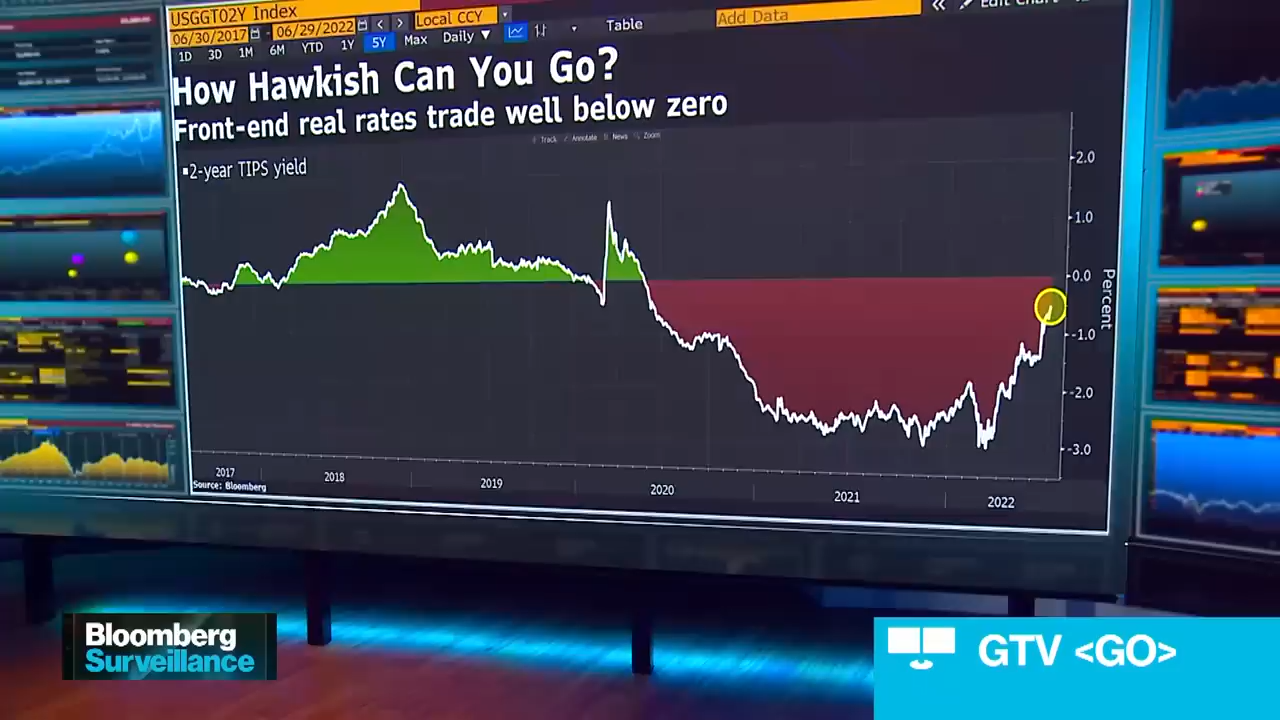 USGGT02Y Index
06/30/2017 - 06/29/2022 < > Local CCY Add Data « Edit Chart
1D 3D 1M 6M YTD 1Y 5Y Max Daily ▼ Table
How Hawkish Can You Go?
Front-end real rates trade well below zero
Track Annotate News Zoom
2-year TIPS yield
2.0
1.0
0.0
-1.0
-2.0
-3.0
Percent
2017 2018 2019 2020 2021 2022
Source: Bloomberg
Bloomberg
Surveillance
GTV <GO>